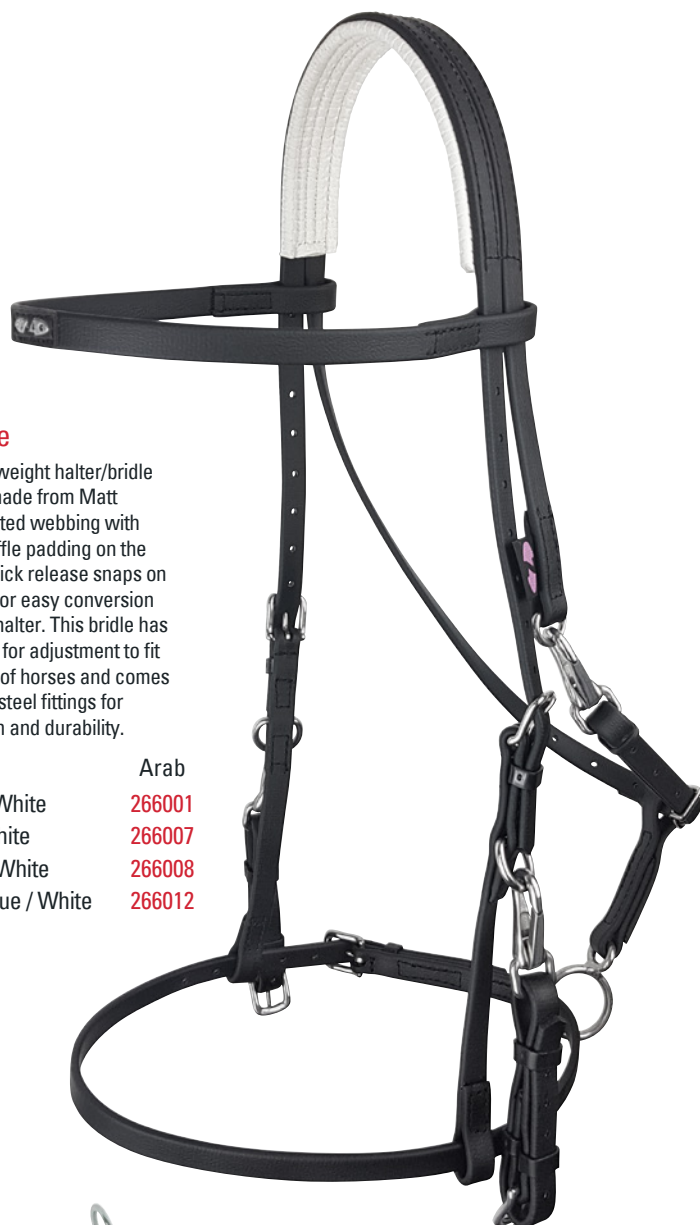 e
weight halter/bridle
made from Matt
ted webbing with
ffle padding on the
ick release snaps on
or easy conversion
halter. This bridle has
for adjustment to fit
of horses and comes
steel fittings for
n and durability.
Arab
White 266001
hite 266007
White 266008
ue / White 266012